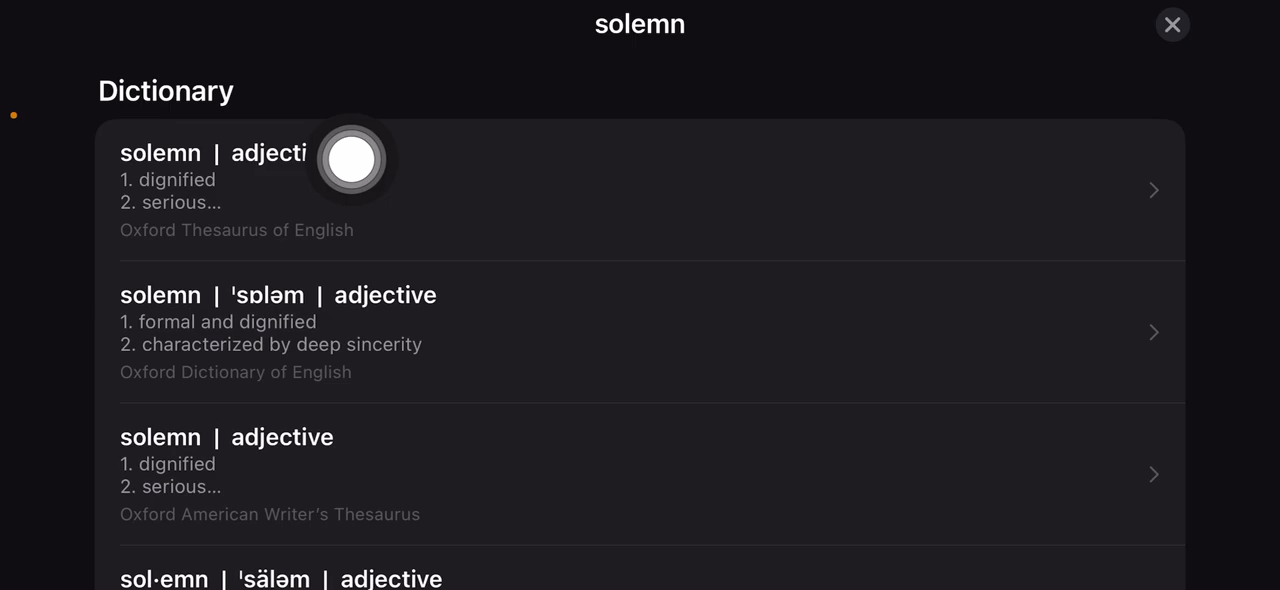 solemn
Dictionary
solemn | adjecti
1. dignified
2. serious...
Oxford Thesaurus of English
solemn | ˈsɒləm | adjective
1. formal and dignified
2. characterized by deep sincerity
Oxford Dictionary of English
solemn | adjective
1. dignified
2. serious...
Oxford American Writer’s Thesaurus
sol·emn | ˈsäləm | adjective